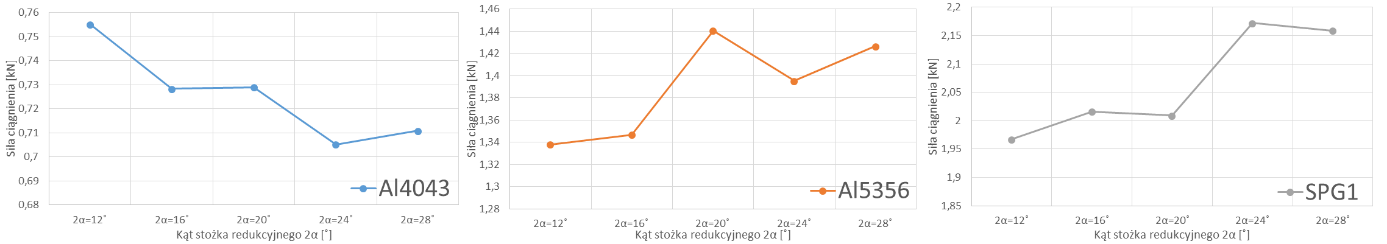 0,76
0,75
0,74
0,73
0,72
0,71
0,7
0,69
0,68
Siła ciągnienia [kN]
2α=12˚
2α=16˚
2α=20˚
2α=24˚
2α=28˚
Kąt stożka redukcyjnego 2α [˚]
Al4043
1,46
1,44
1,42
1,4
1,38
1,36
1,34
1,32
1,3
1,28
Siła ciągnienia [kN]
2α=12˚
2α=16˚
2α=20˚
2α=24˚
2α=28˚
Kąt stożka redukcyjnego 2α [˚]
Al5356
2,2
2,15
2,1
2,05
2
1,95
1,9
1,85
Siła ciągnienia [kN]
2α=12˚
2α=16˚
2α=20˚
2α=24˚
2α=28˚
Kąt stożka redukcyjnego 2α [˚]
SPG1